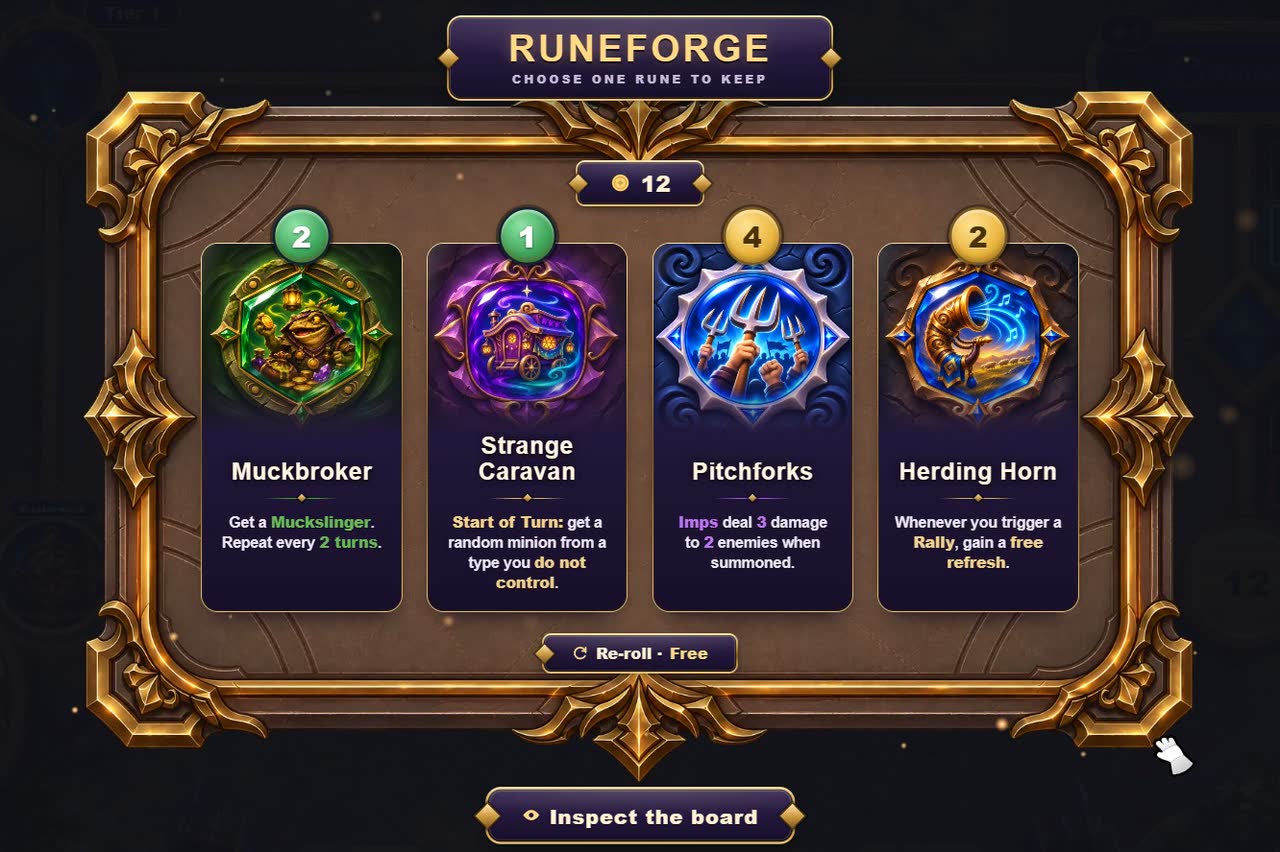 Tier 1
RUNEFORGE
CHOOSE ONE RUNE TO KEEP
12
2
1
4
2
Muckbroker
Get a Muckslinger.
Repeat every 2 turns.
Strange
Caravan
Start of Turn: get a
random minion from a
type you do not
control.
Pitchforks
Imps deal 3 damage
to 2 enemies when
summoned.
Herding Horn
Whenever you trigger a
Rally, gain a free
refresh.
Re-roll · Free
Inspect the board